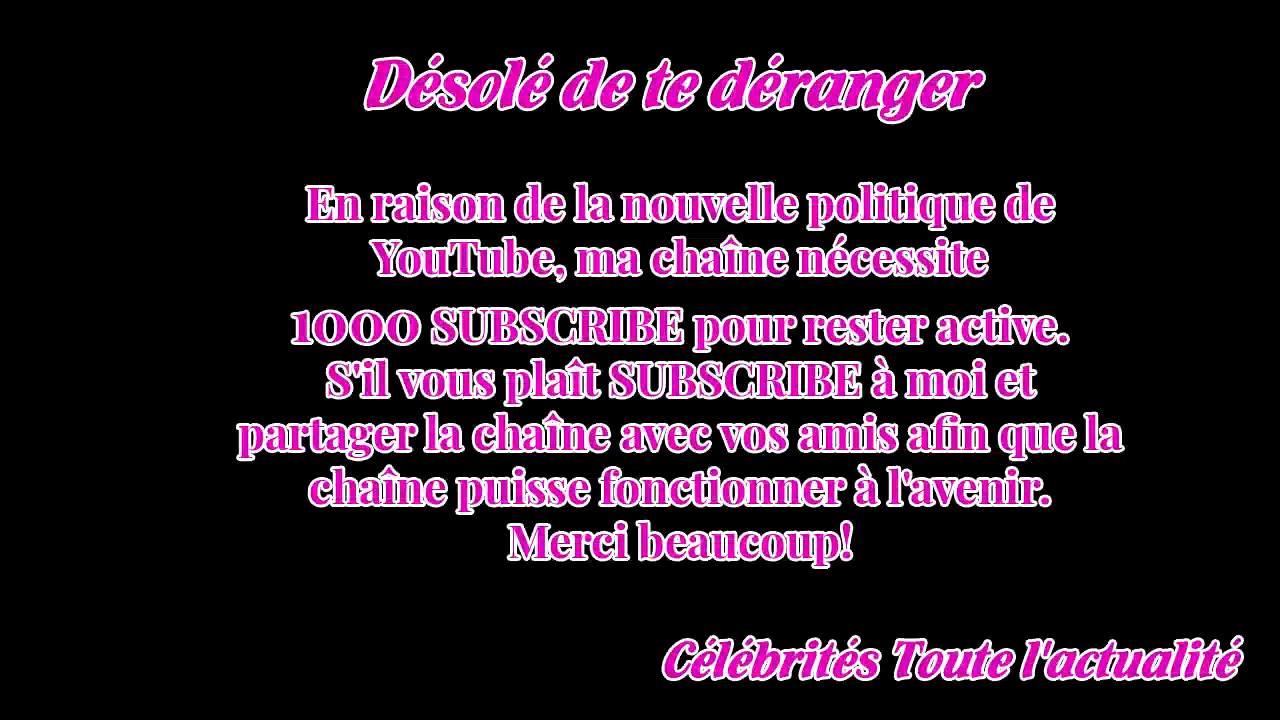 Désolé de te déranger
En raison de la nouvelle politique de
YouTube, ma chaîne nécessite
1000 SUBSCRIBE pour rester active.
S'il vous plaît SUBSCRIBE à moi et
partager la chaîne avec vos amis afin que la
chaîne puisse fonctionner à l'avenir.
Merci beaucoup!
Célébrités Toute l'actualité